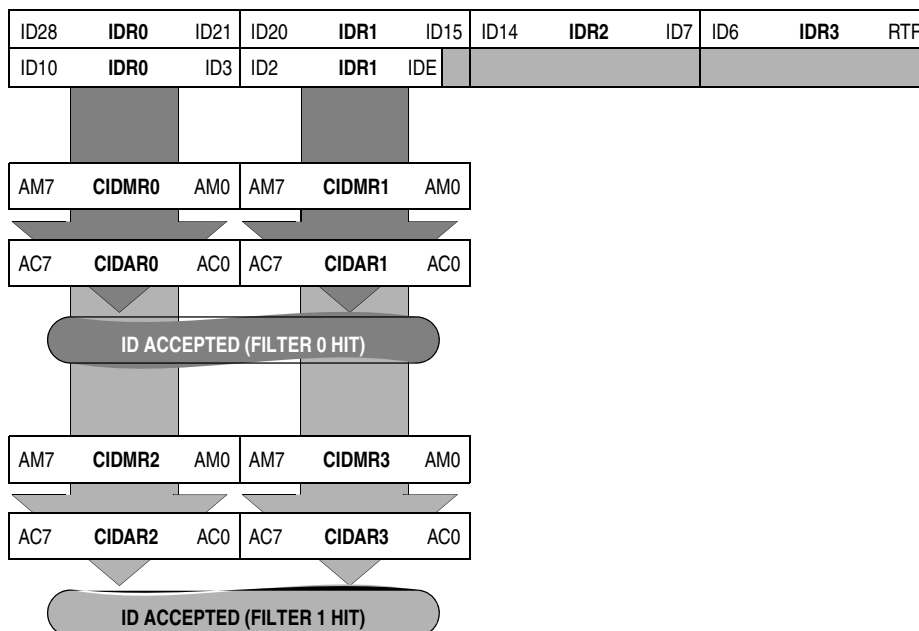 ID28 IDR0 ID21 ID20 IDR1 ID15 ID14 IDR2 ID7 ID6 IDR3 RTR
ID10 IDR0 ID3 ID2 IDR1 IDE
AM7 CIDMR0 AM0 AM7 CIDMR1 AM0
AC7 CIDAR0 AC0 AC7 CIDAR1 AC0
ID ACCEPTED (FILTER 0 HIT)
AM7 CIDMR2 AM0 AM7 CIDMR3 AM0
AC7 CIDAR2 AC0 AC7 CIDAR3 AC0
ID ACCEPTED (FILTER 1 HIT)